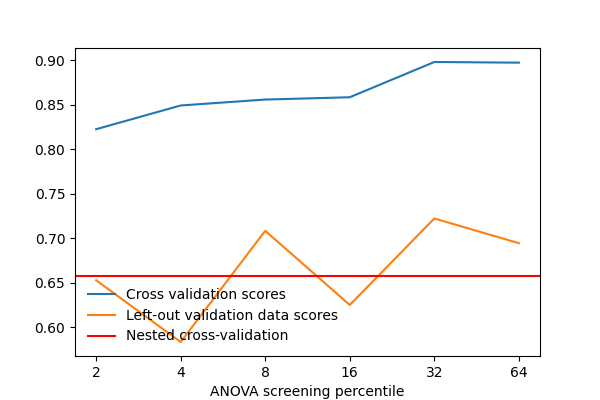 0.90
0.85
0.80
0.75
0.70
0.65
0.60
Cross validation scores
Left-out validation data scores
Nested cross-validation
2 4 8 16 32 64
ANOVA screening percentile